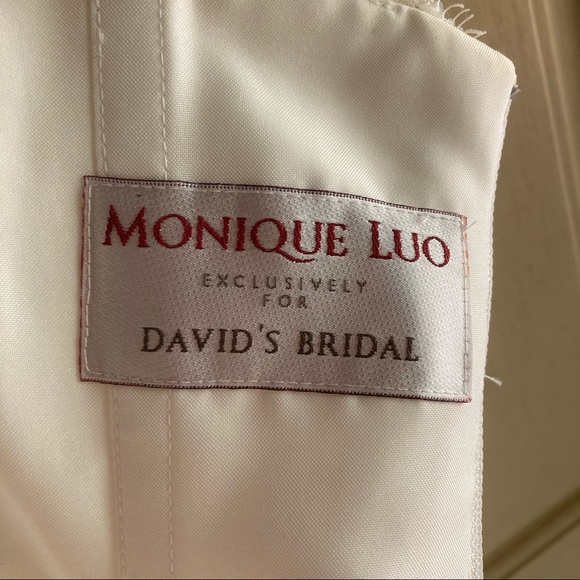 MONIQUE LUO
EXCLUSIVELY
FOR
DAVID'S BRIDAL